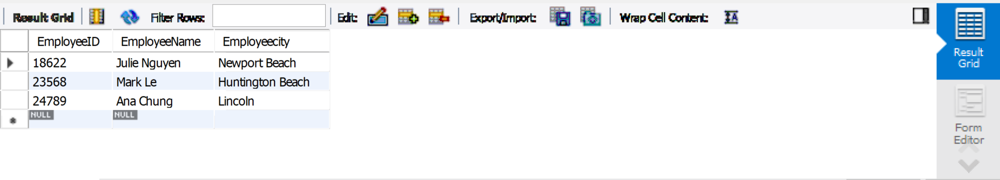 Result Grid Filter Rows: Edit: Export/Import: Wrap Cell Content: IA
EmployeeID EmployeeName Employeecity
18622 Julie Nguyen Newport Beach
23568 Mark Le Huntington Beach
24789 Ana Chung Lincoln
NULL NULL
Result
Grid
Form
Editor